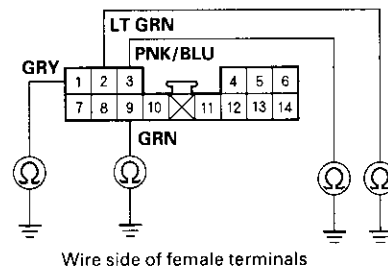 LT GRN
PNK/BLU
GRY
1 2 3 4 5 6
7 8 9 10 11 12 13 14
GRN
Ω Ω Ω Ω
Wire side of female terminals